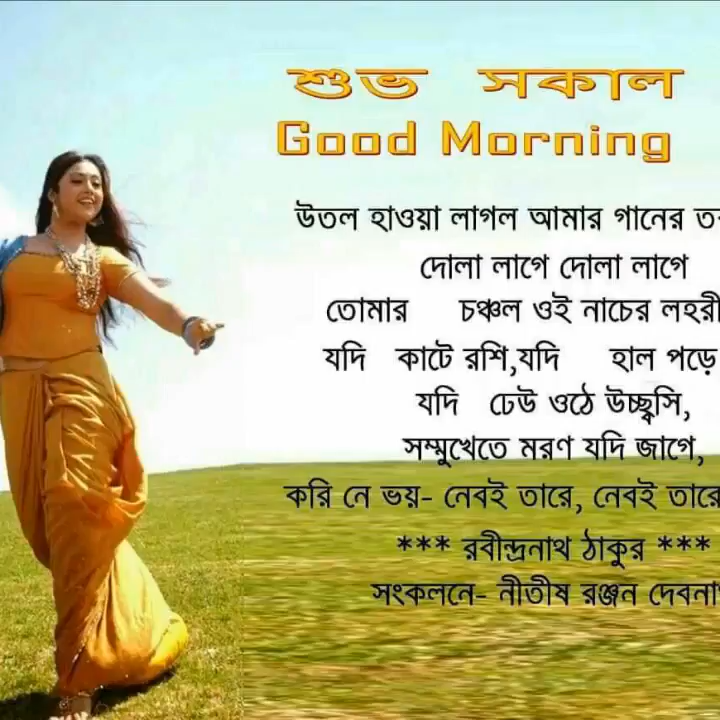 শুভ সকাল
Good Morning
উতল হাওয়া লাগল আমার গানের
দোলা লাগে দোলা লাগে
তোমার চঞ্চল ওই নাচের লহরী
যদি কাটে রশি,যদি হাল পড়ে
যদি ঢেউ ওঠে উচ্ছ্বসি,
সম্মুখেতে মরণ যদি জাগে,
করি নে ভয়- নেবই তারে, নেবই তারে
*** রবীন্দ্রনাথ ঠাকুর ***
সংকলনে- নীতীষ রঞ্জন